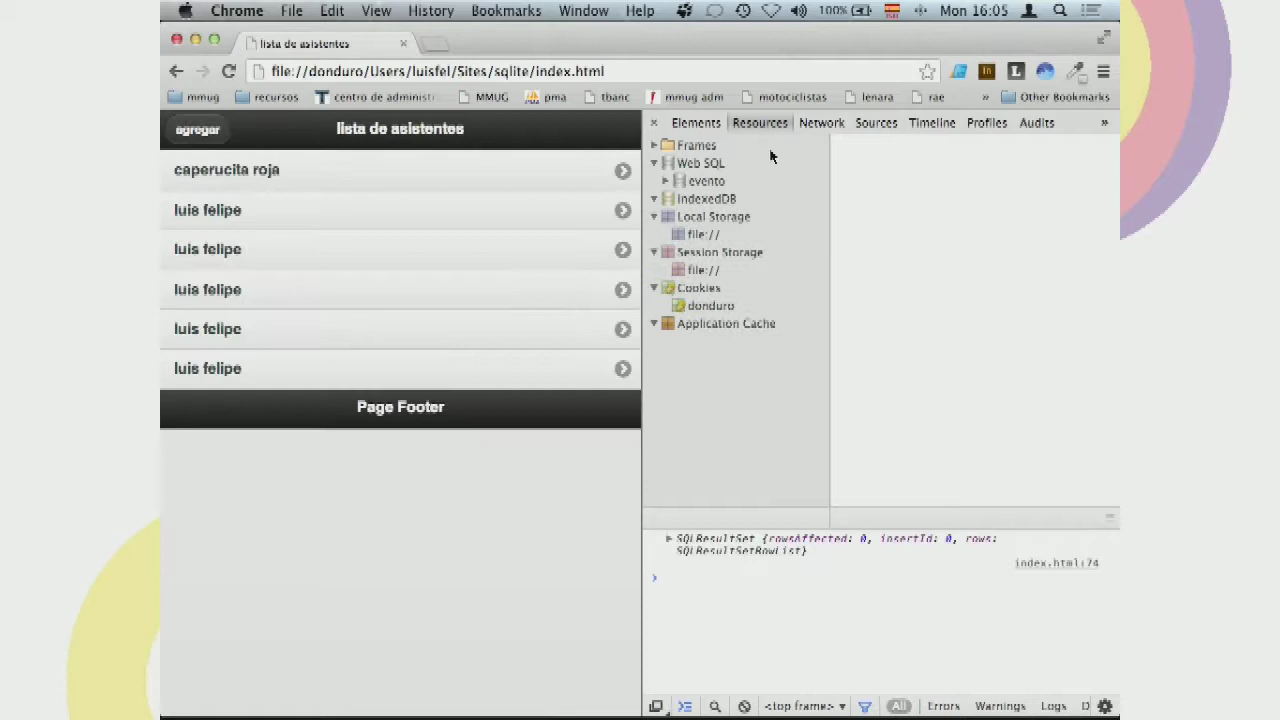 Chrome File Edit View History Bookmarks Window Help 100% Mon 16:05
lista de asistentes
file://donduro/Users/luisfel/Sites/sqlite/index.html
mmug recursos centro de administr MMUG pma tbanc mmug adm motociclistas lenara rae » Other Bookmarks
agregar lista de asistentes
caperucita roja
luis felipe
luis felipe
luis felipe
luis felipe
luis felipe
Page Footer
Elements Resources Network Sources Timeline Profiles Audits »
Frames
Web SQL
evento
IndexedDB
Local Storage
file://
Session Storage
file://
Cookies
donduro
Application Cache
SQLResultSet {rowsAffected: 0, insertId: 0, rows:
SQLResultSetRowList}
index.html:74
<top frame> All Errors Warnings Logs D